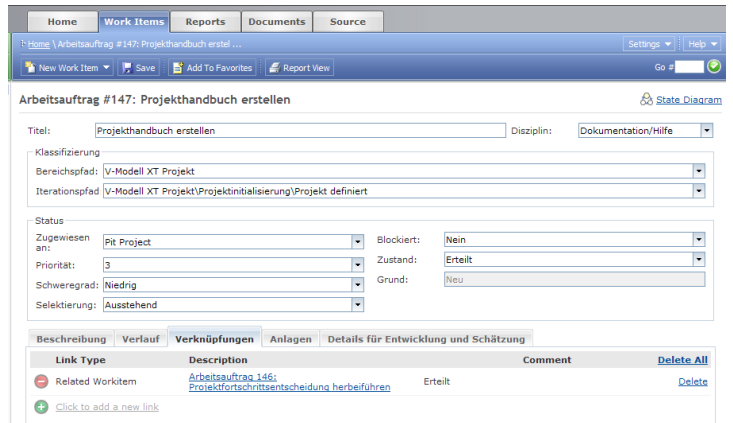 Home Work Items Reports Documents Source
Home \ Arbeitsauftrag #147: Projekthandbuch erstel ... Settings Help
New Work Item Save Add To Favorites Report View Go #
Arbeitsauftrag #147: Projekthandbuch erstellen State Diagram
Titel: Projekthandbuch erstellen Disziplin: Dokumentation/Hilfe
Klassifizierung
Bereichspfad: V-Modell XT Projekt
Iterationspfad V-Modell XT Projekt\Projektinitialisierung\Projekt definiert
Status
Zugewiesen an: Pit Project Blockiert: Nein
Priorität: 3 Zustand: Erteilt
Schweregrad: Niedrig Grund: Neu
Selektierung: Ausstehend
Beschreibung Verlauf Verknüpfungen Anlagen Details für Entwicklung und Schätzung
Link Type Description Comment Delete All
Related Workitem Arbeitsauftrag 146: Erteilt Delete
Projektfortschrittsentscheidung herbeiführen
Click to add a new link